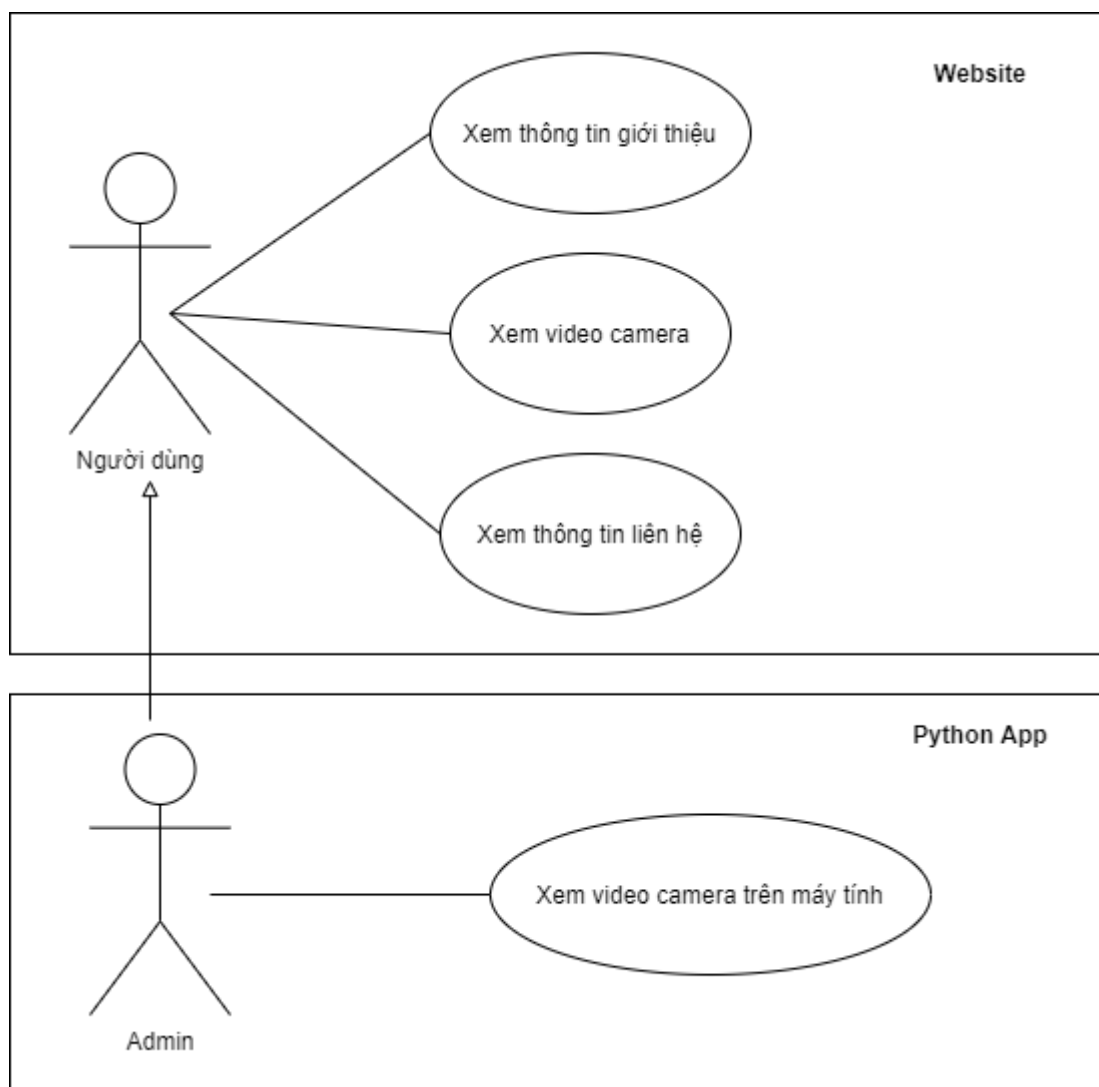 Website
Xem thông tin giới thiệu
Xem video camera
Người dùng
Xem thông tin liên hệ
Python App
Xem video camera trên máy tính
Admin